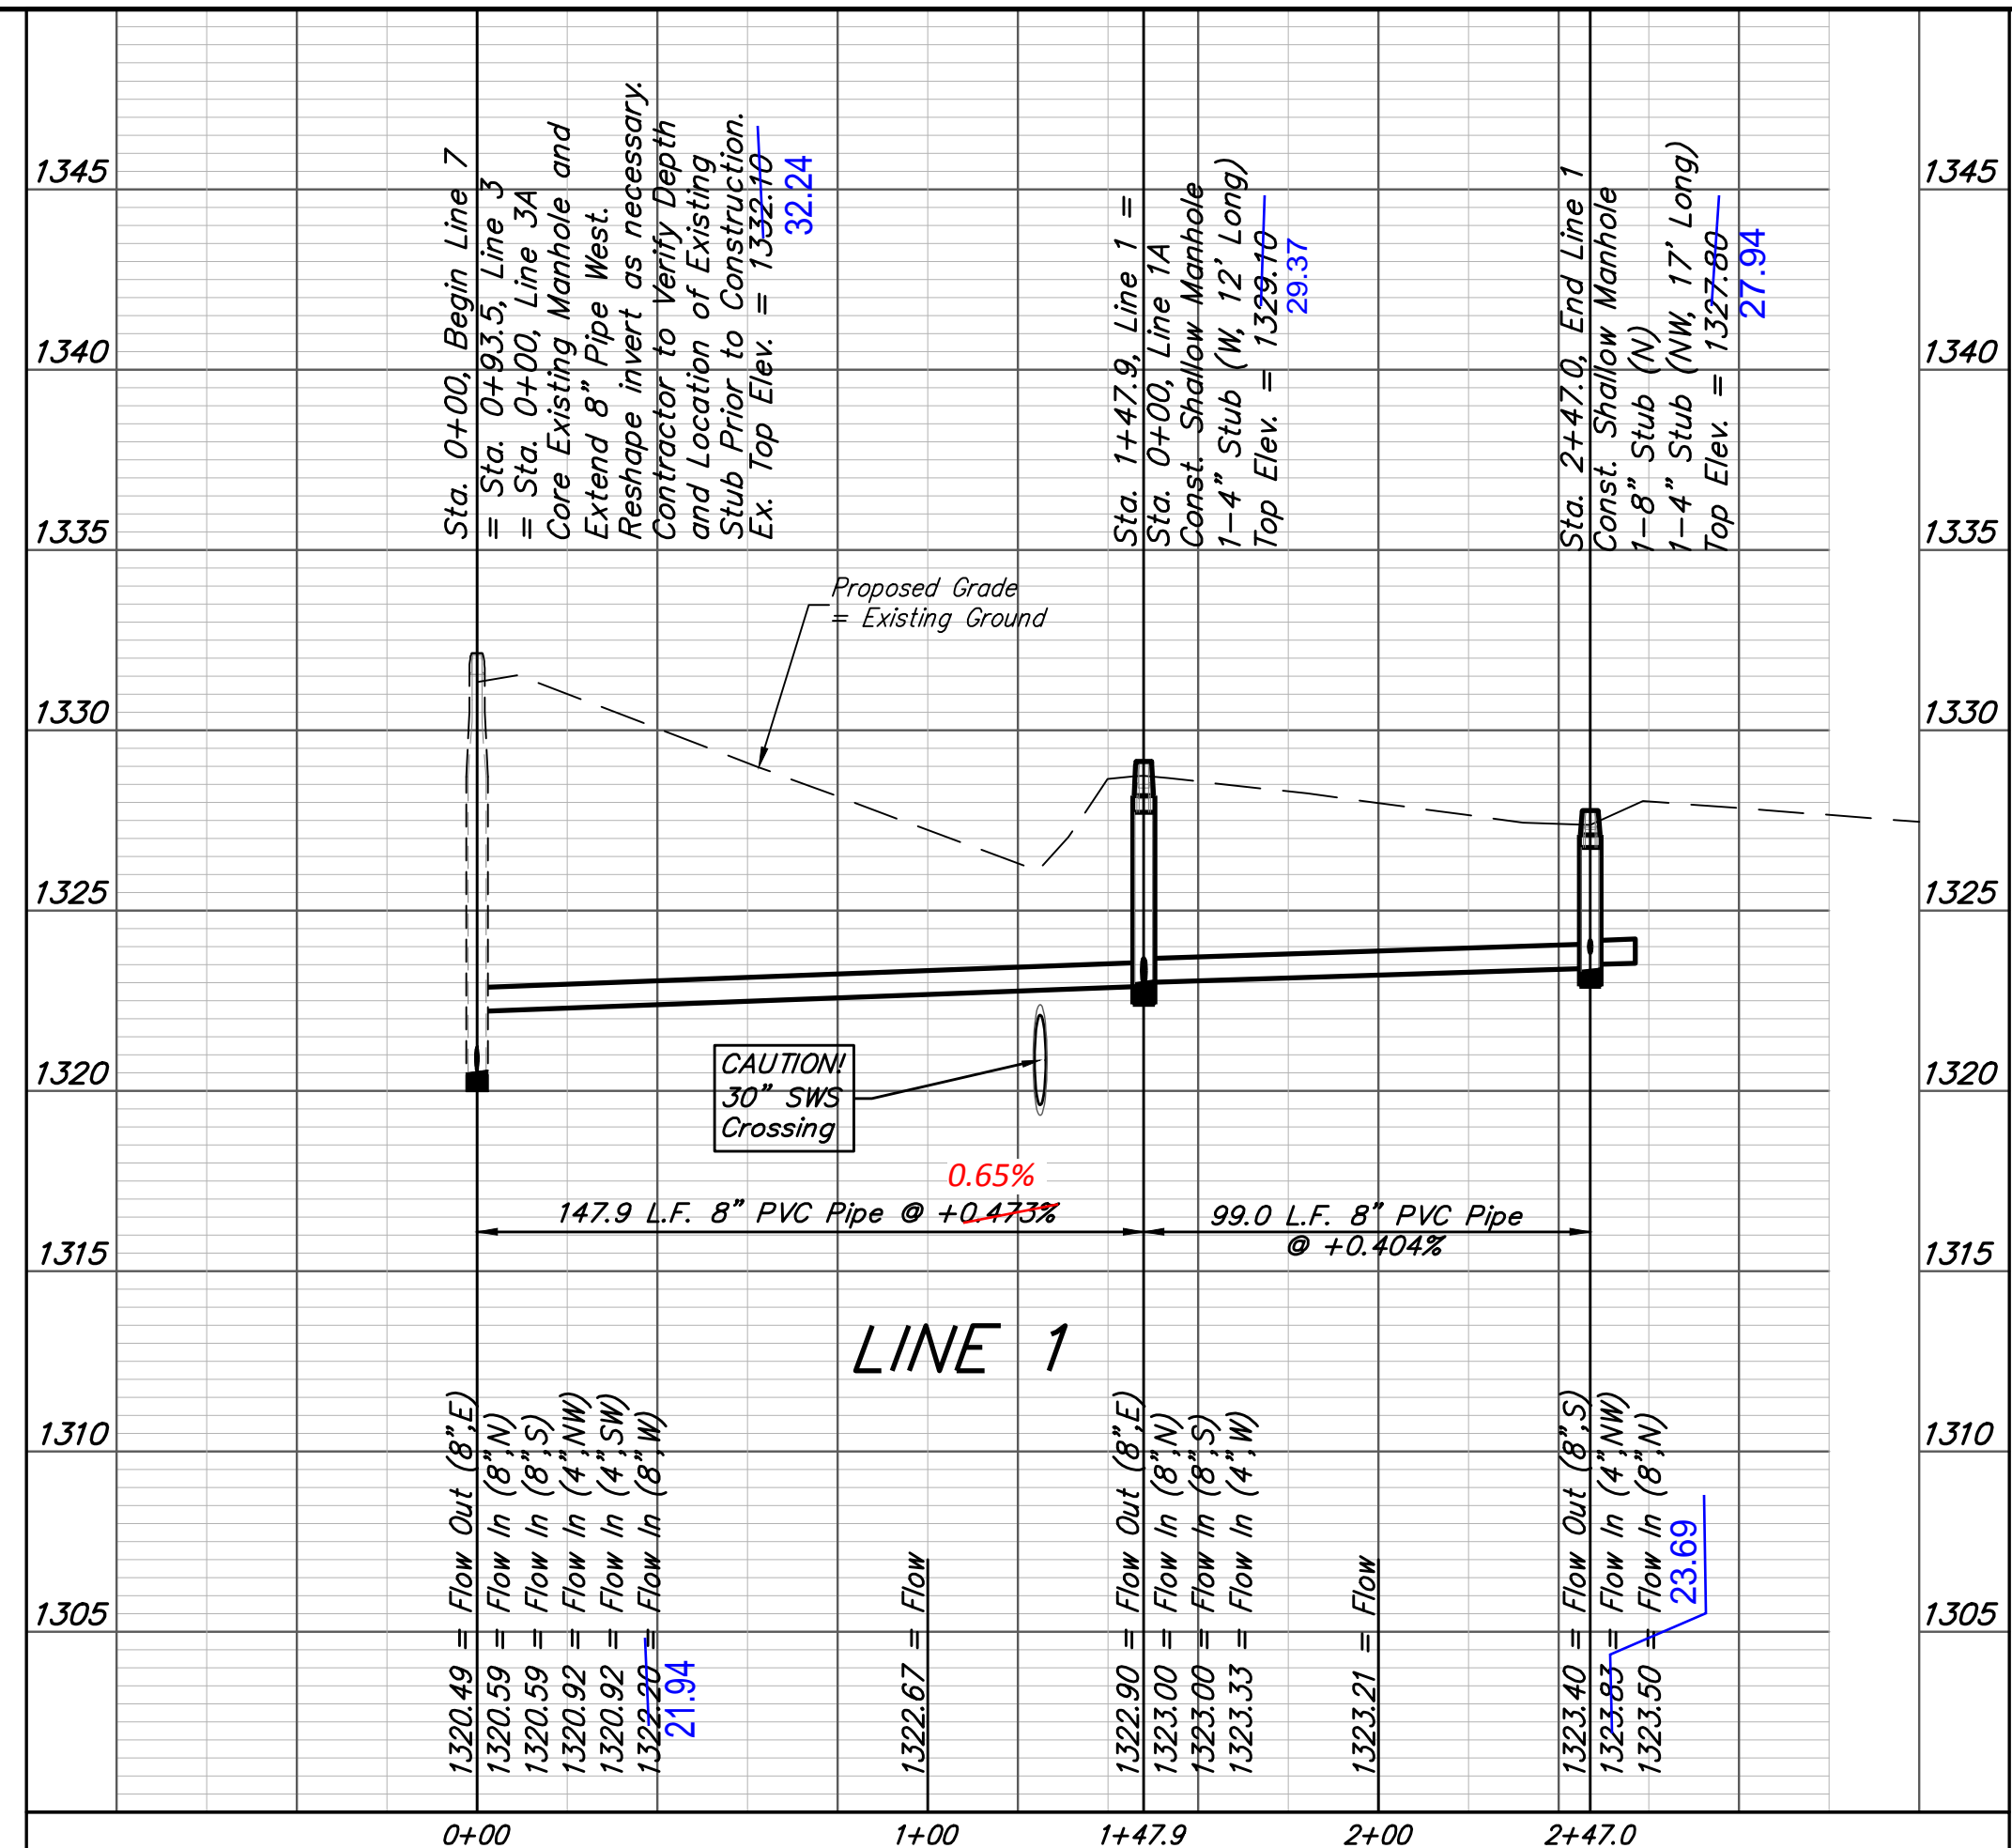 1345
1340
1335
1330
1325
1320
1315
1310
1305
1345
1340
1335
1330
1325
1320
1315
1310
1305
Sta. 0+00, Begin Line 7
= Sta. 0+93.5, Line 3
= Sta. 0+00, Line 3A
Core Existing Manhole and
Extend 8" Pipe West.
Reshape invert as necessary.
Contractor to Verify Depth
and Location of Existing
Stub Prior to Construction.
Ex. Top Elev. = 1332.10
32.24
Sta. 1+47.9, Line 1 =
Sta. 0+00, Line 1A
Const. Shallow Manhole
1-4" Stub (W, 12' Long)
Top Elev. = 1329.10
29.37
Sta. 2+47.0, End Line 1
Const. Shallow Manhole
1-8" Stub (N)
1-4" Stub (NW, 17' Long)
Top Elev. = 1327.80
27.94
Proposed Grade
= Existing Ground
CAUTION!
30" SWS
Crossing
0.65%
147.9 L.F. 8" PVC Pipe @ +0.473%
99.0 L.F. 8" PVC Pipe
@ +0.404%
LINE 1
1320.49 = Flow Out (8",E)
1320.59 = Flow In (8",N)
1320.59 = Flow In (8",S)
1320.92 = Flow In (4",NW)
1320.92 = Flow In (4",SW)
1322.20 = Flow In (8",W)
21.94
1322.67 = Flow
1322.90 = Flow Out (8",E)
1323.00 = Flow In (8",N)
1323.00 = Flow In (8",S)
1323.33 = Flow In (4",W)
1323.21 = Flow
1323.40 = Flow Out (8",S)
1323.83 = Flow In (4",NW)
1323.50 = Flow In (8",N)
23.69
0+00
1+00
1+47.9
2+00
2+47.0